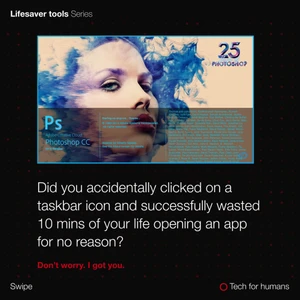 Lifesaver tools Series
25
PHOTOSHOP
Ps
Photoshop CC
Did you accidentally clicked on a
taskbar icon and successfully wasted
10 mins of your life opening an app
for no reason?
Don't worry. I got you.
Swipe
Tech for humans